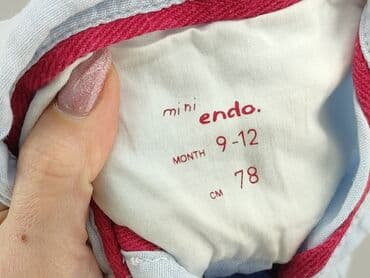 mini endo.
MONTH 9-12
CM 78